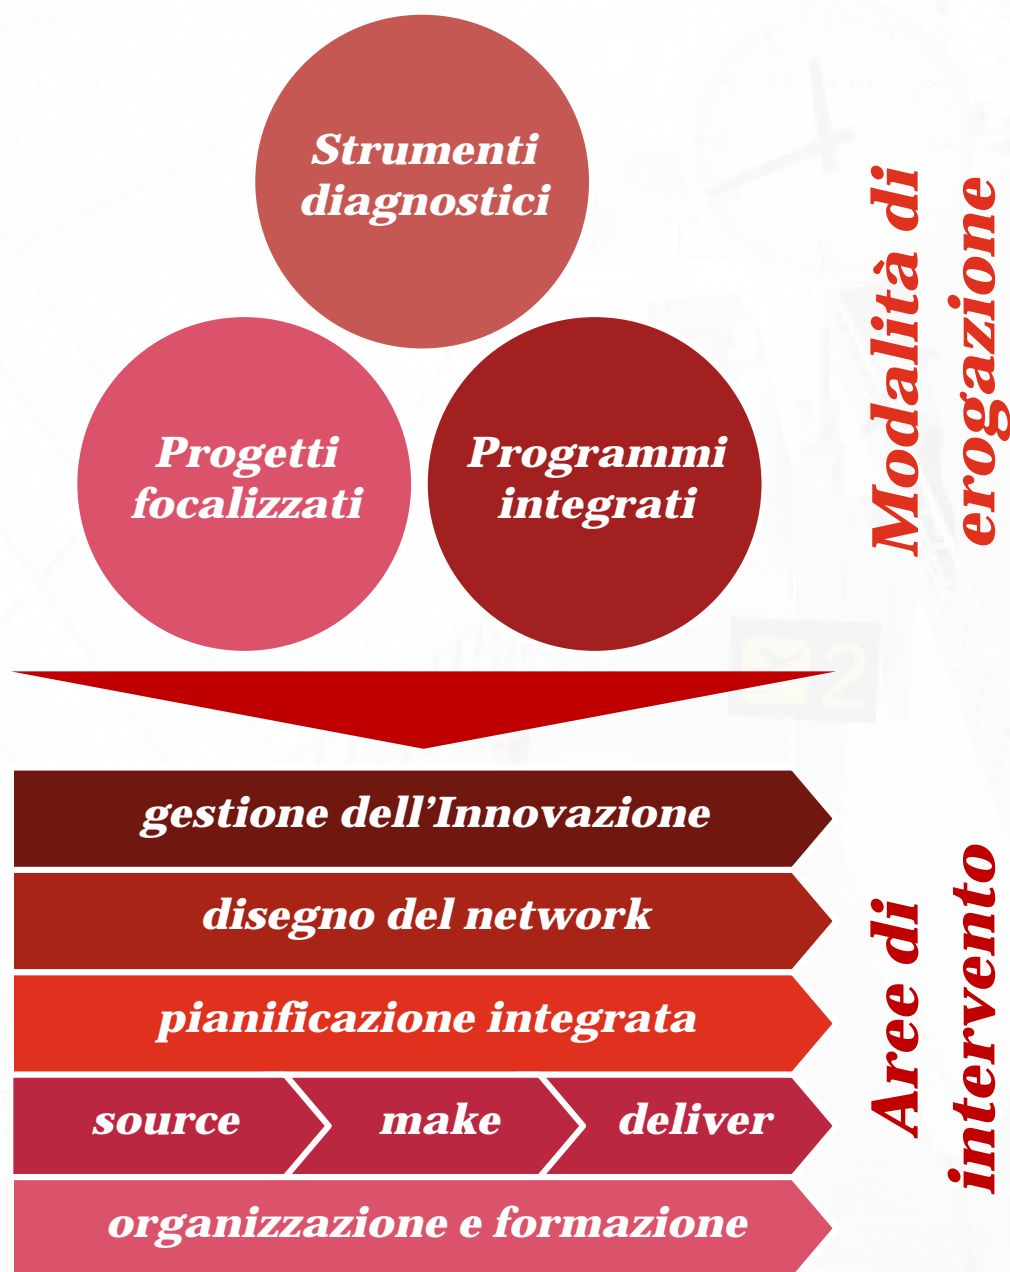 Strumenti
diagnostici
Progetti
focalizzati
Programmi
integrati
Modalità di
erogazione
2
gestione dell’Innovazione
disegno del network
pianificazione integrata
source
make
deliver
organizzazione e formazione
Aree di
intervento